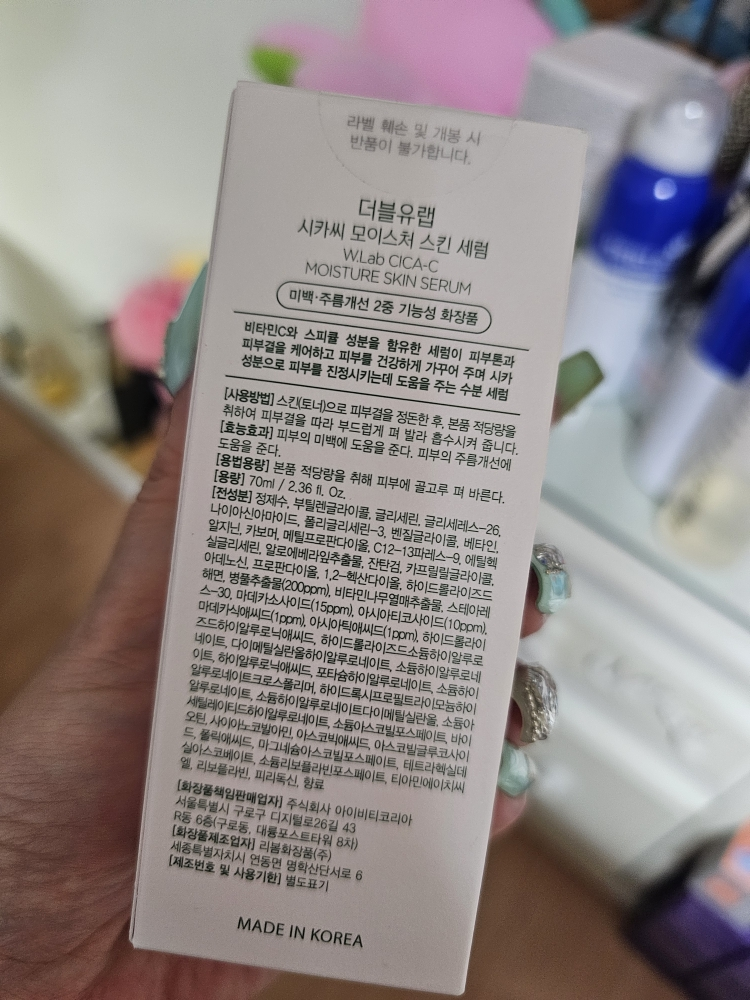 라벨 훼손 및 개봉 시
반품이 불가합니다.
더블유랩
시카씨 모이스처 스킨 세럼
W.Lab CICA-C
MOISTURE SKIN SERUM
미백·주름개선 2중 기능성 화장품
비타민C와 스피큘 성분을 함유한 세럼이 피부톤과
피부결을 케어하고 피부를 건강하게 가꾸어 주며 시카
성분으로 피부를 진정시키는데 도움을 주는 수분 세럼
[사용방법] 스킨(토너)으로 피부결을 정돈한 후, 본품 적당량을
취하여 피부결을 따라 부드럽게 펴 발라 흡수시켜 줍니다.
[효능효과] 피부의 미백에 도움을 준다. 피부의 주름개선에
도움을 준다.
[용법용량] 본품 적당량을 취해 피부에 골고루 펴 바른다.
[용량] 70ml / 2.36 fl. Oz.
[전성분] 정제수, 부틸렌글라이콜, 글리세린, 글리세레스-26,
나이아신아마이드, 폴리글리세린-3, 벤질글라이콜, 베타인,
알지닌, 카보머, 메틸프로판다이올, C12-13파레스-9, 에틸헥
실글리세린, 알로에베라잎추출물, 잔탄검, 카프릴릴글라이콜,
아데노신, 프로판다이올, 1,2-헥산다이올, 하이드롤라이즈드
해면, 병풀추출물(200ppm), 비타민나무열매추출물, 스테아레
스-30, 마데카소사이드(15ppm), 아시아티코사이드(10ppm),
마데카식애씨드(1ppm), 아시아틱애씨드(1ppm), 하이드롤라이
즈드하이알루로닉애씨드, 하이드롤라이즈드소듐하이알루로
네이트, 다이메틸실란올하이알루로네이트, 소듐하이알루로네
이트, 하이알루로닉애씨드, 포타슘하이알루로네이트, 소듐하이
알루로네이트크로스폴리머, 하이드록시프로필트라이모늄하이
알루로네이트, 소듐하이알루로네이트다이메틸실란올, 소듐아
세틸레이티드하이알루로네이트, 소듐아스코빌포스페이트, 바이
오틴, 사이아노코발아민, 아스코빅애씨드, 아스코빌글루코사이
드, 폴릭애씨드, 마그네슘아스코빌포스페이트, 테트라헥실데
실아스코베이트, 소듐리보플라빈포스페이트, 티아민에이치씨
엘, 리보플라빈, 피리독신, 향료
[화장품책임판매업자] 주식회사 아이비티코리아
서울특별시 구로구 디지털로26길 43
R동 6층(구로동, 대륭포스트타워 8차)
[화장품제조업자] 리봄화장품(주)
세종특별자치시 연동면 명학산단서로 6
[제조번호 및 사용기한] 별도표기
MADE IN KOREA